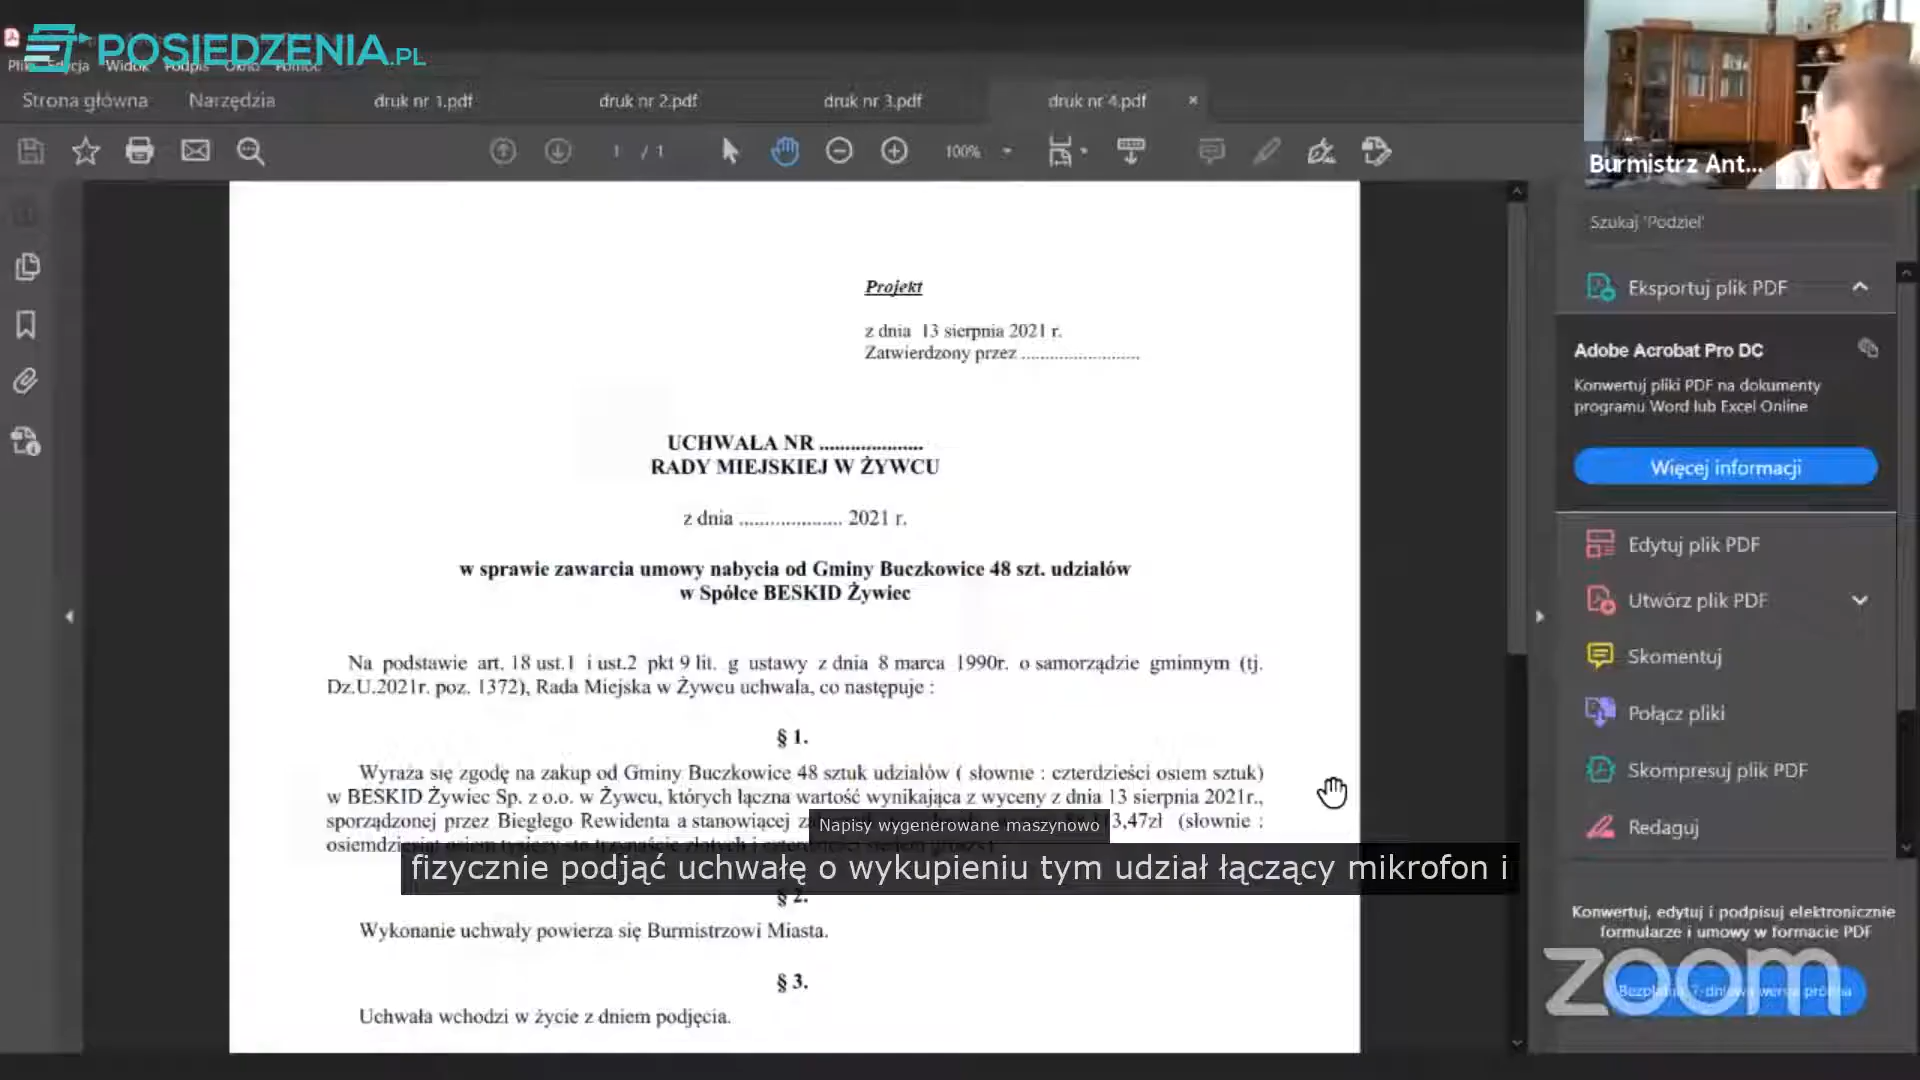 POSIEDZENIA.PL
Plik Edycja Widok Podpis Okno Pomoc
Strona główna Narzędzia druk nr 1.pdf druk nr 2.pdf druk nr 3.pdf druk nr 4.pdf ×
1 / 1 100%
Burmistrz Ant...
Szukaj 'Podziel'
Eksportuj plik PDF
Adobe Acrobat Pro DC
Konwertuj pliki PDF na dokumenty
programu Word lub Excel Online
Więcej informacji
Edytuj plik PDF
Utwórz plik PDF
Skomentuj
Połącz pliki
Skompresuj plik PDF
Redaguj
Konwertuj, edytuj i podpisuj elektronicznie
formularze i umowy w formacie PDF
zoom
Projekt
z dnia 13 sierpnia 2021 r.
Zatwierdzony przez ........................
UCHWAŁA NR .....................
RADY MIEJSKIEJ W ŻYWCU
z dnia ..................... 2021 r.
w sprawie zawarcia umowy nabycia od Gminy Buczkowice 48 szt. udziałów
w Spółce BESKID Żywiec
Na podstawie art. 18 ust.1 i ust.2 pkt 9 lit. g ustawy z dnia 8 marca 1990r. o samorządzie gminnym (tj.
Dz.U.2021r. poz. 1372), Rada Miejska w Żywcu uchwala, co następuje :
§ 1.
Wyraża się zgodę na zakup od Gminy Buczkowice 48 sztuk udziałów ( słownie : czterdzieści osiem sztuk)
w BESKID Żywiec Sp. z o.o. w Żywcu, których łączna wartość wynikająca z wyceny z dnia 13 sierpnia 2021r.,
sporządzonej przez Biegłego Rewidenta a stanowiącej 3,47zł (słownie :
Napisy wygenerowane maszynowo
fizycznie podjąć uchwałę o wykupieniu tym udział łączący mikrofon i
§ 2.
Wykonanie uchwały powierza się Burmistrzowi Miasta.
§ 3.
Uchwała wchodzi w życie z dniem podjęcia.